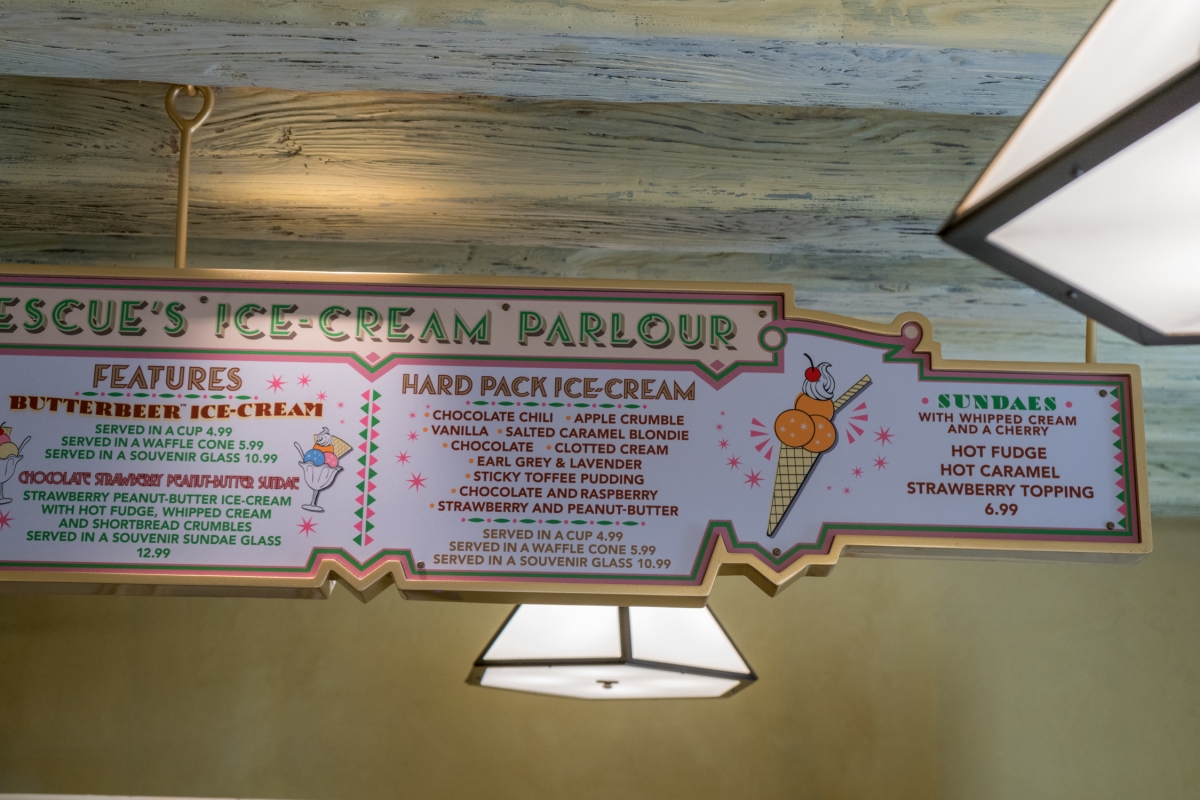 ESCUE'S ICE-CREAM PARLOUR
FEATURES
BUTTERBEER™ ICE-CREAM
SERVED IN A CUP 4.99
SERVED IN A WAFFLE CONE 5.99
SERVED IN A SOUVENIR GLASS 10.99
CHOCOLATE STRAWBERRY PEANUT-BUTTER SUNDAE
STRAWBERRY PEANUT-BUTTER ICE-CREAM
WITH HOT FUDGE, WHIPPED CREAM
AND SHORTBREAD CRUMBLES
SERVED IN A SOUVENIR SUNDAE GLASS
12.99
HARD PACK ICE-CREAM
• CHOCOLATE CHILI • APPLE CRUMBLE
• VANILLA • SALTED CARAMEL BLONDIE
• CHOCOLATE • CLOTTED CREAM
• EARL GREY & LAVENDER
• STICKY TOFFEE PUDDING
• CHOCOLATE AND RASPBERRY
• STRAWBERRY AND PEANUT-BUTTER
SERVED IN A CUP 4.99
SERVED IN A WAFFLE CONE 5.99
SERVED IN A SOUVENIR GLASS 10.99
• SUNDAES •
WITH WHIPPED CREAM
AND A CHERRY
HOT FUDGE
HOT CARAMEL
STRAWBERRY TOPPING
6.99